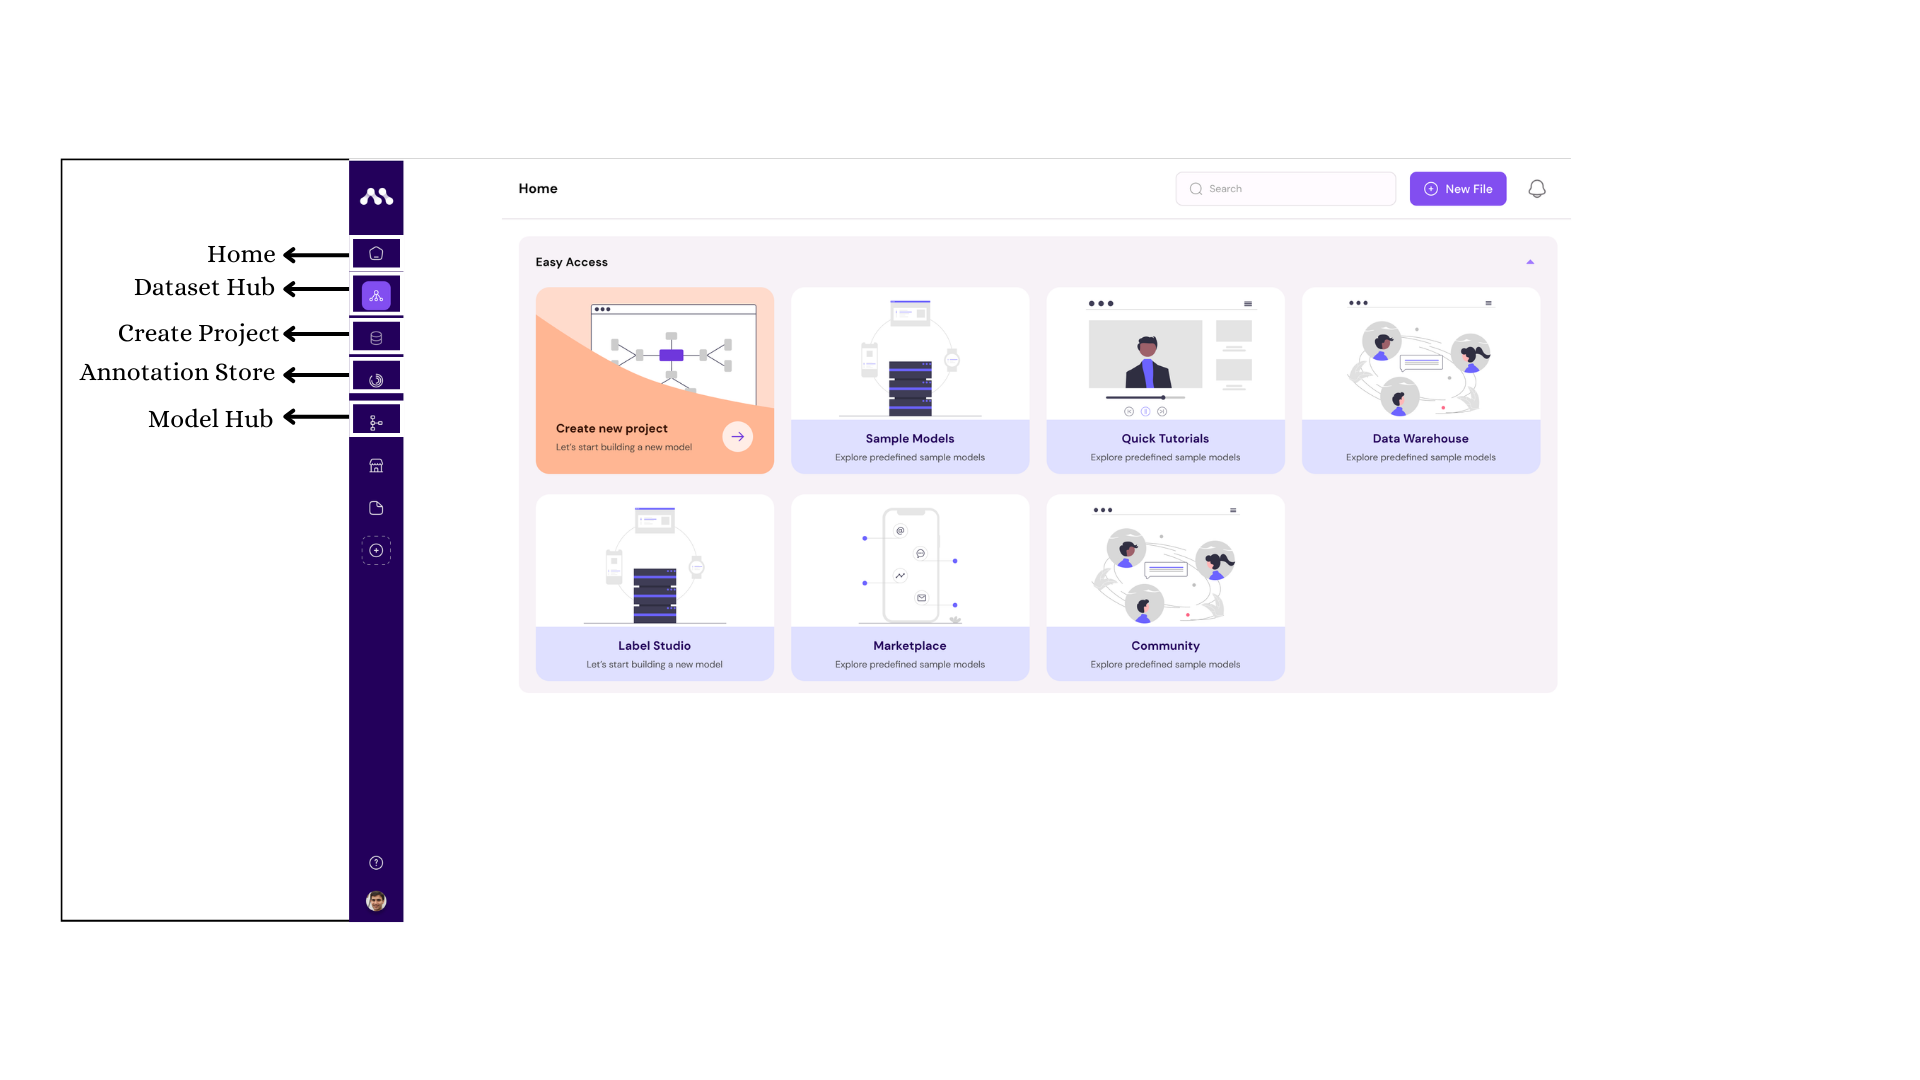 Home
Dataset Hub
Create Project
Annotation Store
Model Hub
Home
Search
New File
Easy Access
Create new project
Let's start building a new model
Sample Models
Explore predefined sample models
Quick Tutorials
Explore predefined sample models
Data Warehouse
Explore predefined sample models
Label Studio
Let's start building a new model
Marketplace
Explore predefined sample models
Community
Explore predefined sample models